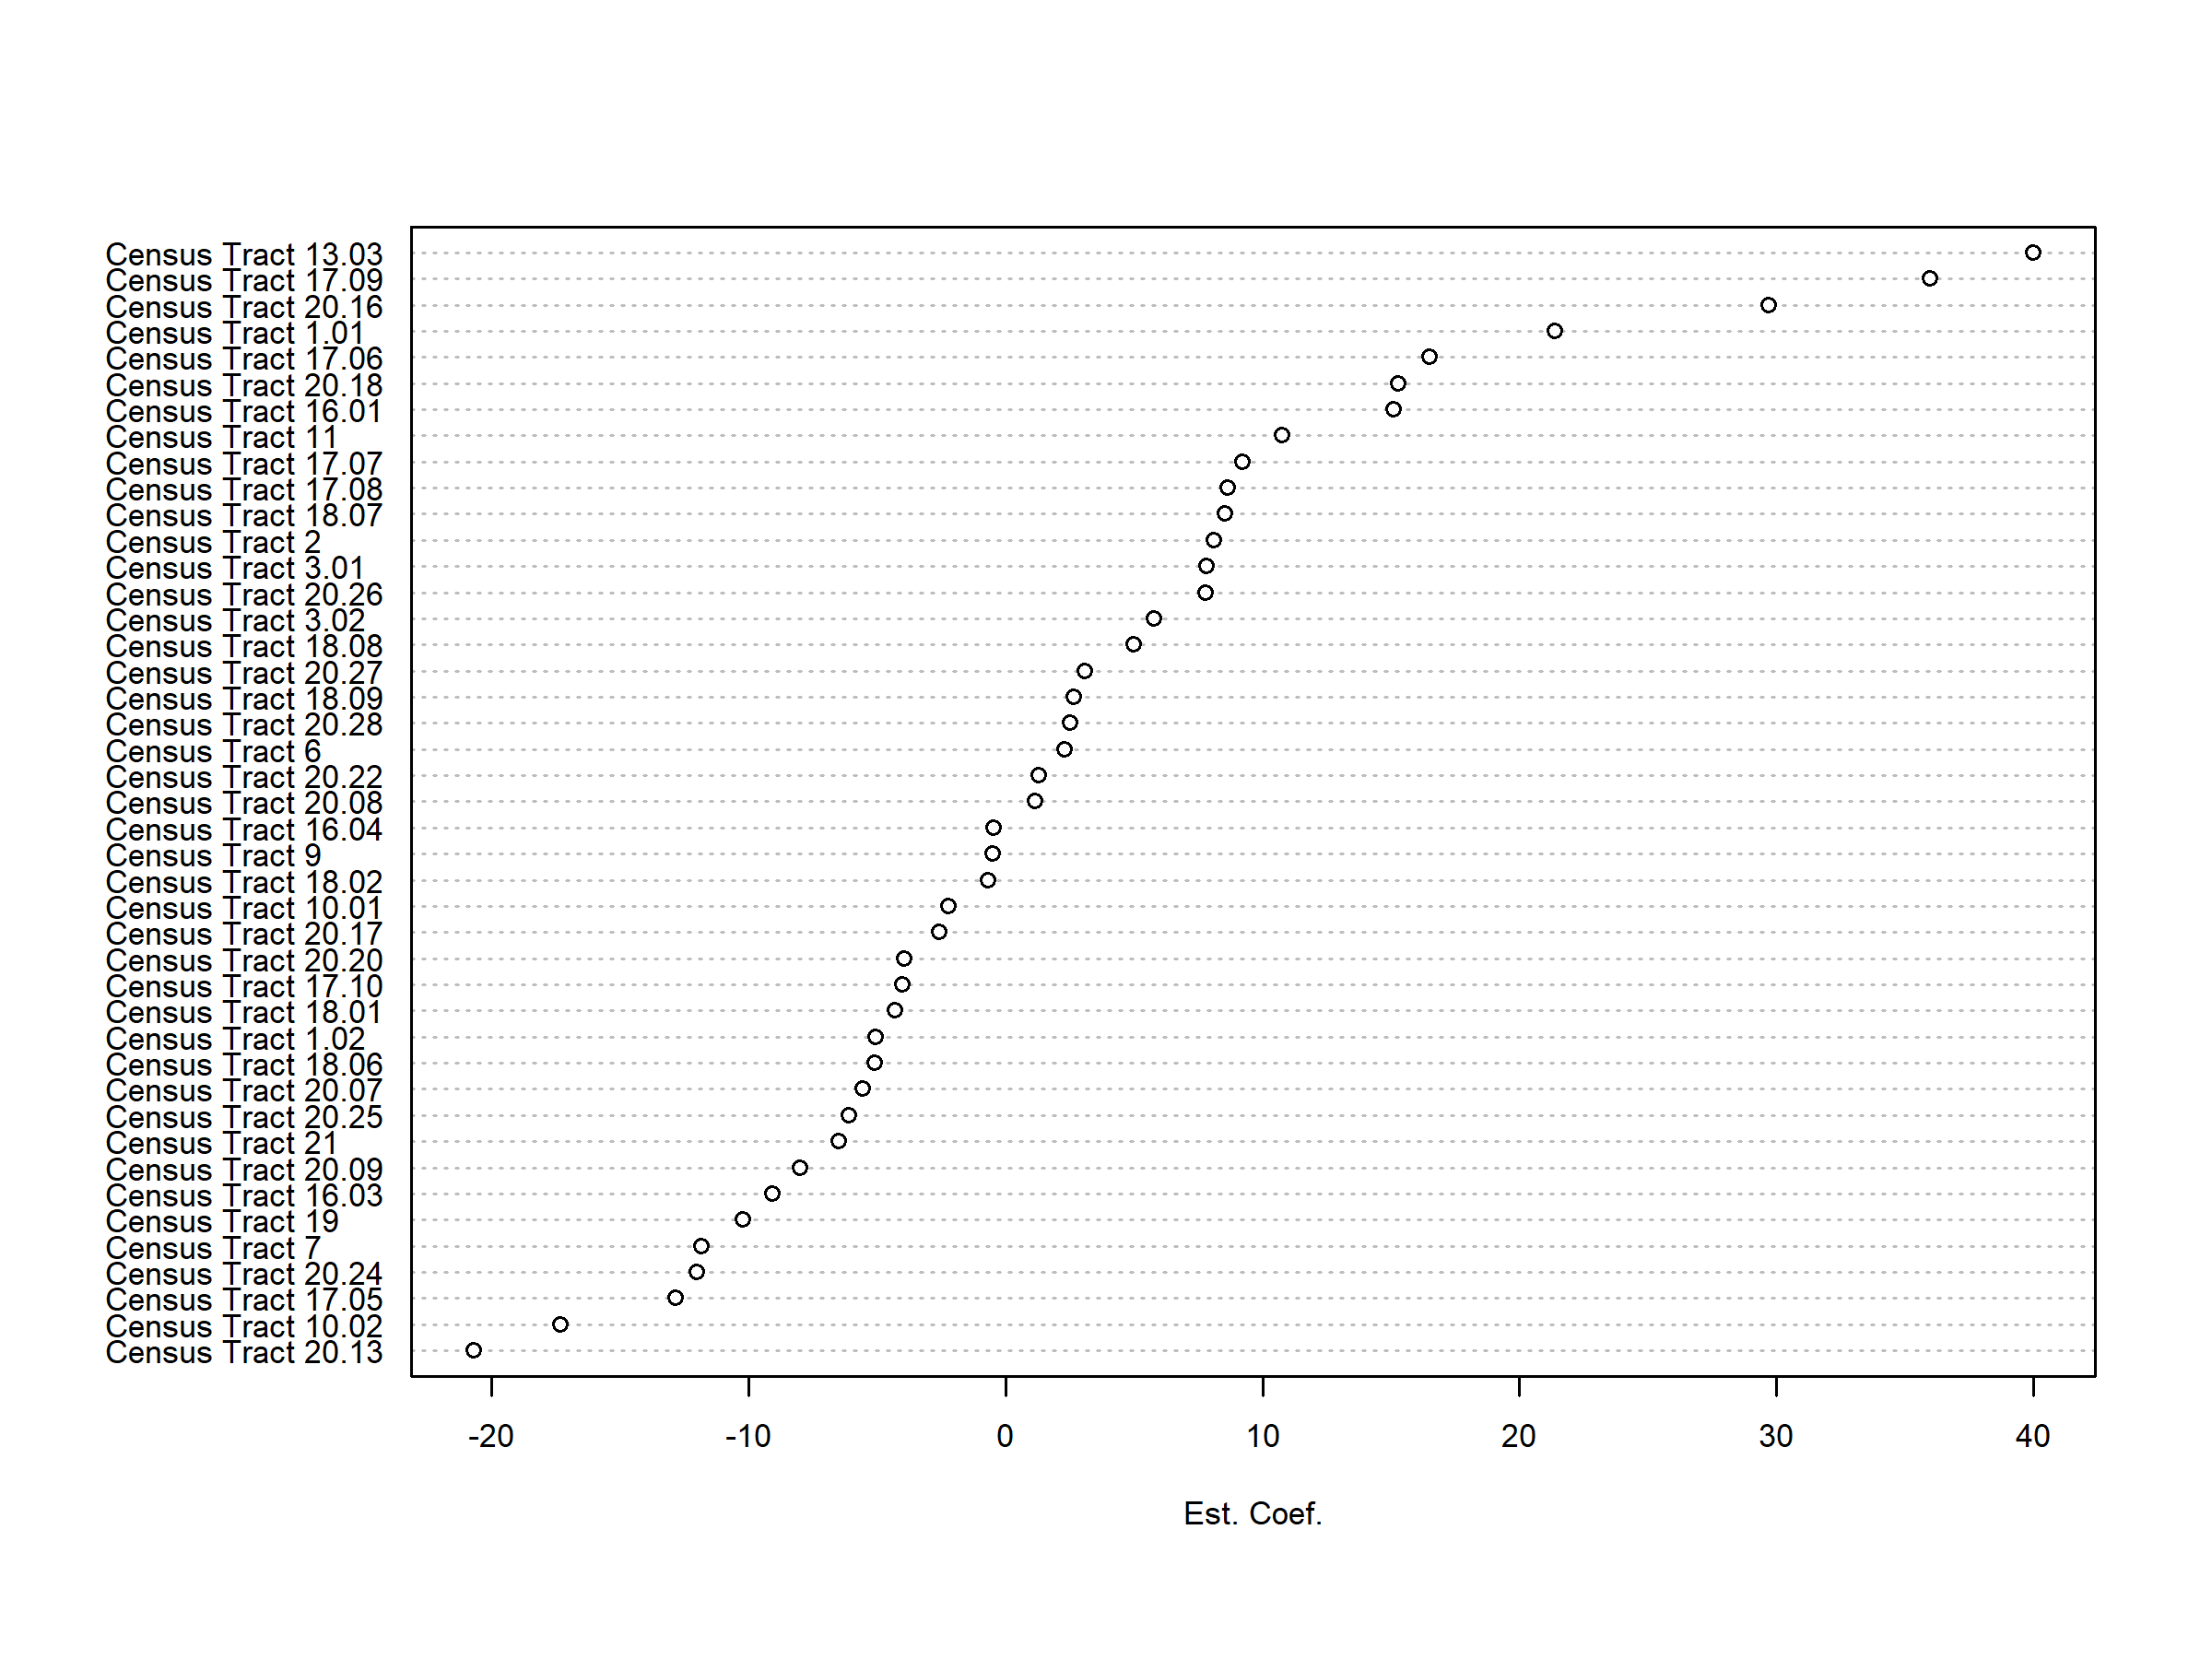 Census Tract 13.03
Census Tract 17.09
Census Tract 20.16
Census Tract 1.01
Census Tract 17.06
Census Tract 20.18
Census Tract 16.01
Census Tract 11
Census Tract 17.07
Census Tract 17.08
Census Tract 18.07
Census Tract 2
Census Tract 3.01
Census Tract 20.26
Census Tract 3.02
Census Tract 18.08
Census Tract 20.27
Census Tract 18.09
Census Tract 20.28
Census Tract 6
Census Tract 20.22
Census Tract 20.08
Census Tract 16.04
Census Tract 9
Census Tract 18.02
Census Tract 10.01
Census Tract 20.17
Census Tract 20.20
Census Tract 17.10
Census Tract 18.01
Census Tract 1.02
Census Tract 18.06
Census Tract 20.07
Census Tract 20.25
Census Tract 21
Census Tract 20.09
Census Tract 16.03
Census Tract 19
Census Tract 7
Census Tract 20.24
Census Tract 17.05
Census Tract 10.02
Census Tract 20.13
-20 -10 0 10 20 30 40
Est. Coef.